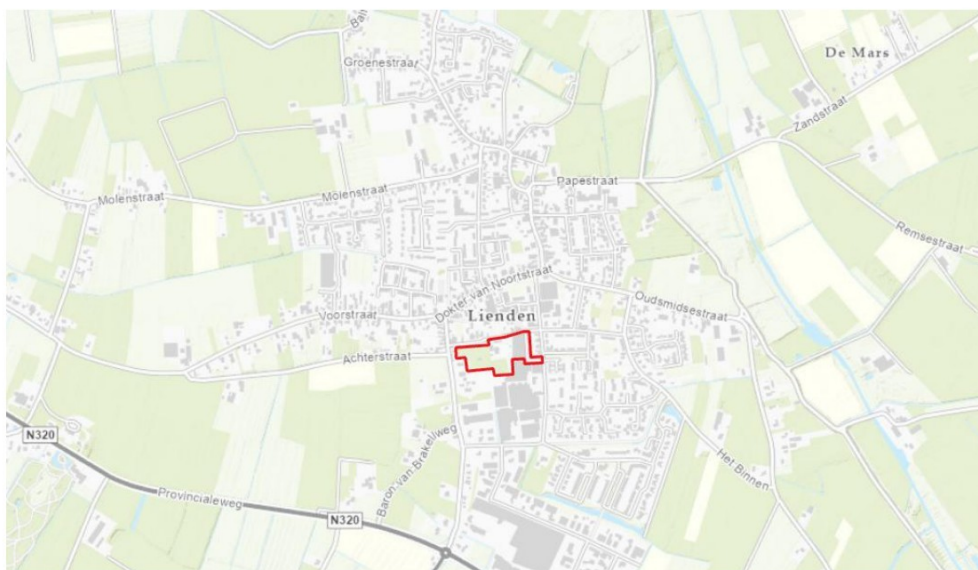 Groenestraat
De Mars
Zandstraat
Papestraat
Molenstraat
Molenstraat
Remsestraat
Dokter van Noortstraat
Oudsmidsestraat
Voorstraat
Lienden
Achterstraat
N320
Baron van Brakellweg
Het Binnen
Provincialeweg
N320